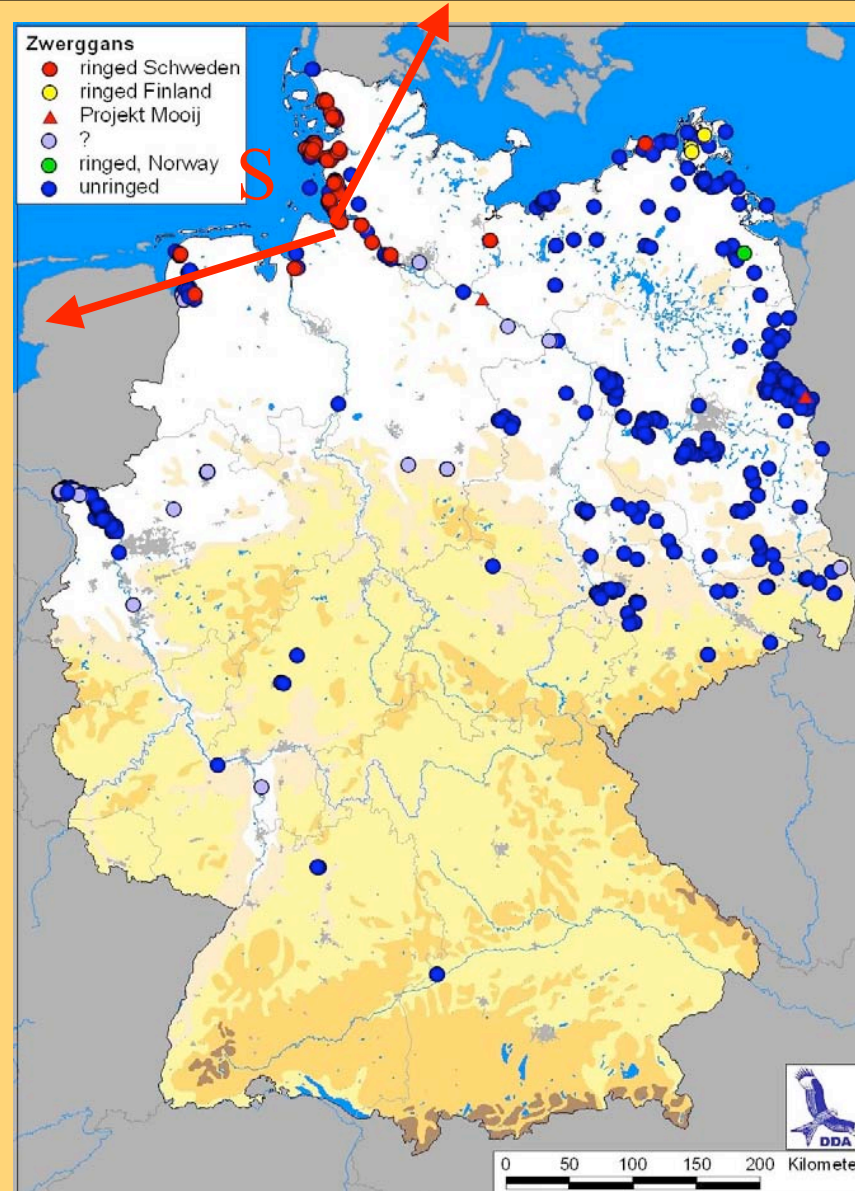 Zwerggans
ringed Schweden
ringed Finland
Projekt Mooij
?
ringed, Norway
unringed
S
DDA
0 50 100 150 200 Kilomete